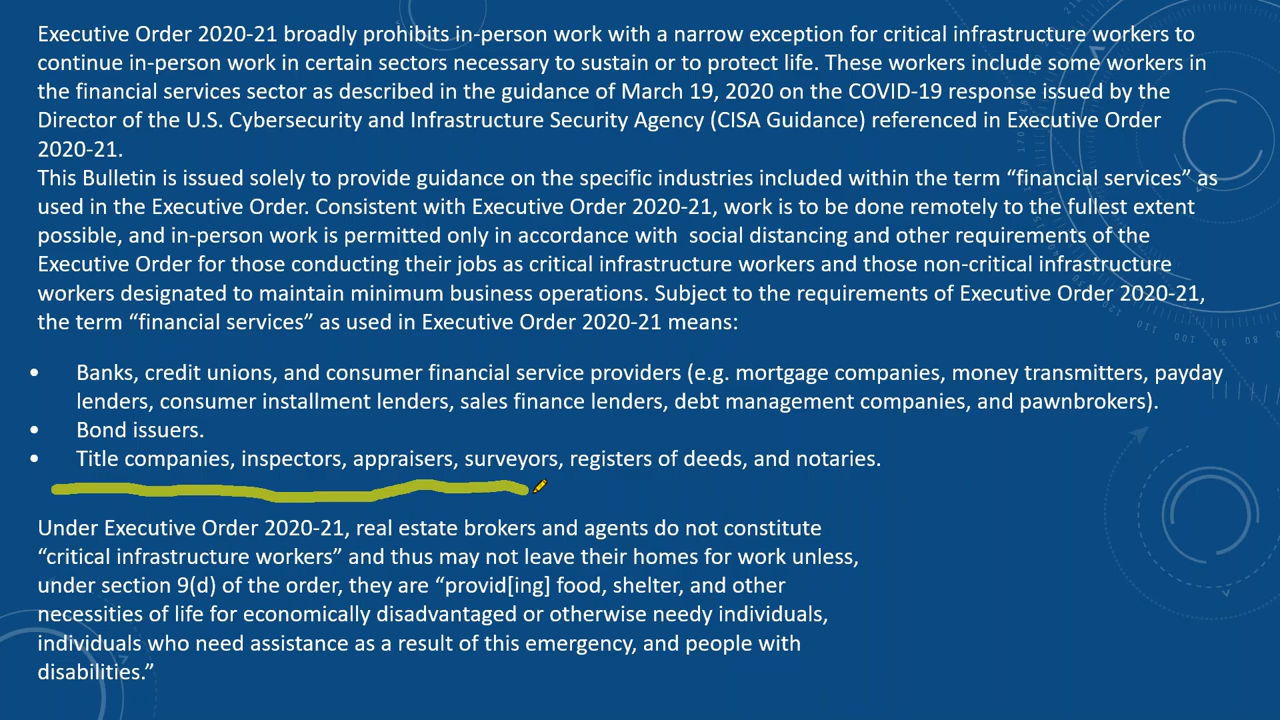 Executive Order 2020-21 broadly prohibits in-person work with a narrow exception for critical infrastructure workers to
continue in-person work in certain sectors necessary to sustain or to protect life. These workers include some workers in
the financial services sector as described in the guidance of March 19, 2020 on the COVID-19 response issued by the
Director of the U.S. Cybersecurity and Infrastructure Security Agency (CISA Guidance) referenced in Executive Order
2020-21.
This Bulletin is issued solely to provide guidance on the specific industries included within the term “financial services” as
used in the Executive Order. Consistent with Executive Order 2020-21, work is to be done remotely to the fullest extent
possible, and in-person work is permitted only in accordance with  social distancing and other requirements of the
Executive Order for those conducting their jobs as critical infrastructure workers and those non-critical infrastructure
workers designated to maintain minimum business operations. Subject to the requirements of Executive Order 2020-21,
the term “financial services” as used in Executive Order 2020-21 means:
• Banks, credit unions, and consumer financial service providers (e.g. mortgage companies, money transmitters, payday
lenders, consumer installment lenders, sales finance lenders, debt management companies, and pawnbrokers).
• Bond issuers.
• Title companies, inspectors, appraisers, surveyors, registers of deeds, and notaries.
Under Executive Order 2020-21, real estate brokers and agents do not constitute
“critical infrastructure workers” and thus may not leave their homes for work unless,
under section 9(d) of the order, they are “provid[ing] food, shelter, and other
necessities of life for economically disadvantaged or otherwise needy individuals,
individuals who need assistance as a result of this emergency, and people with
disabilities.”